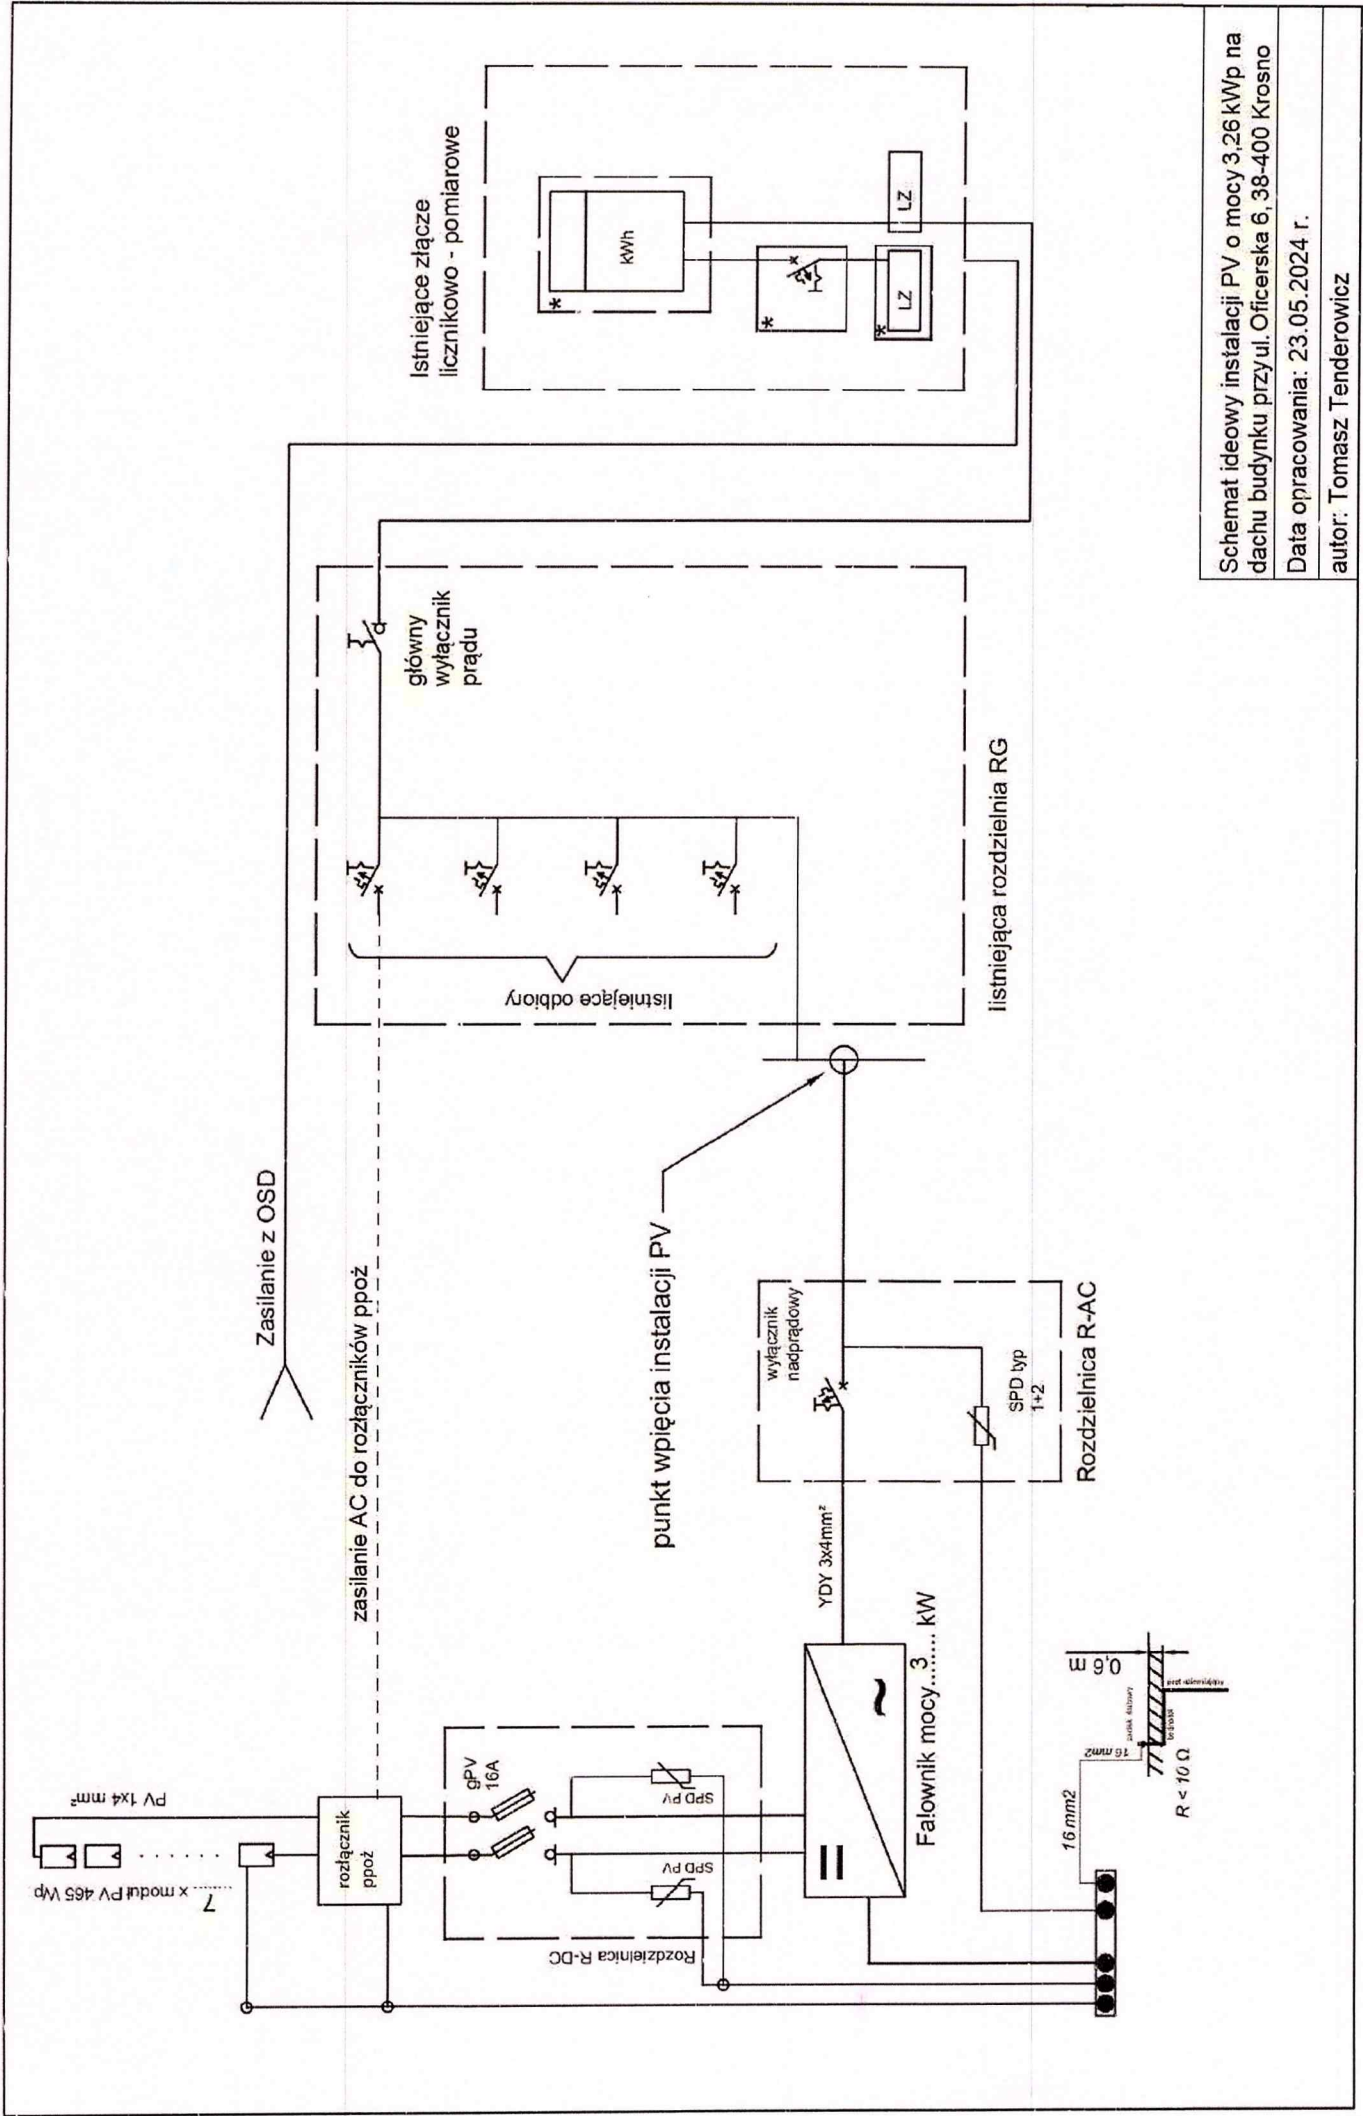 7....... x moduł PV 465 Wp
PV 1x4 mm²
rozłącznik
ppoż
zasilanie AC do rozłączników ppoż
Zasilanie z OSD
gPV
16A
SPD PV
SPD PV
Rozdzielnica R-DC
Falownik mocy...3...... kW
YDY 3x4mm²
wyłącznik
nadprądowy
SPD typ
1+2
Rozdzielnica R-AC
punkt wpięcia instalacji PV
Iistniejące odbiory
główny
wyłącznik
prądu
Iistniejąca rozdzielnia RG
Istniejące złącze
licznikowo - pomiarowe
*
kWh
*
*
LZ
LZ
16 mm2
16 mm2
0,6 m
R < 10 Ω
Schemat ideowy instalacji PV o mocy 3,26 kWp na
dachu budynku przy ul. Oficerska 6, 38-400 Krosno
Data opracowania: 23.05.2024 r.
autor: Tomasz Tenderowicz